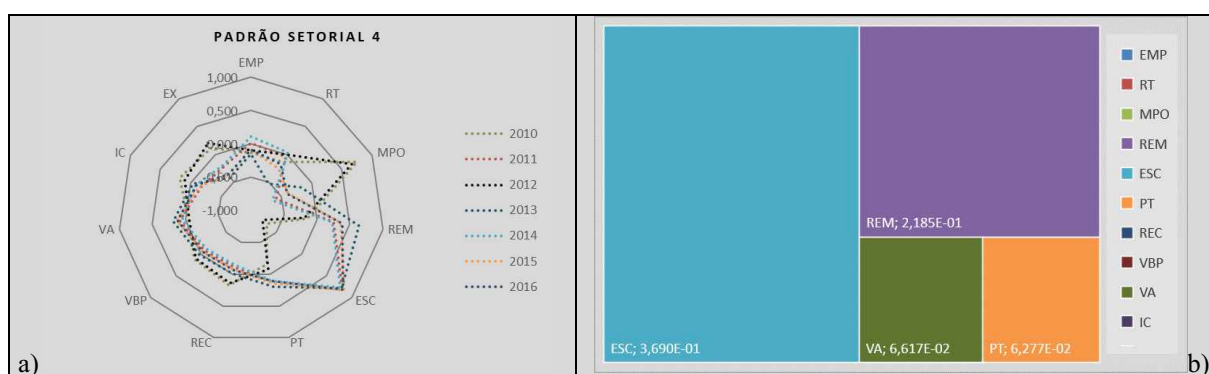 PADRÃO SETORIAL 4
EMP
1,000
EX
RT
0,500
0,000
IC
MPO
-1,000
VA
REM
VBP
ESC
REC
PT
2010
2011
2012
2013
2014
2015
2016
a)
REM; 2,185E-01
ESC; 3,690E-01
VA; 6,617E-02
PT; 6,277E-02
EMP
RT
MPO
REM
ESC
PT
REC
VBP
VA
IC
b)